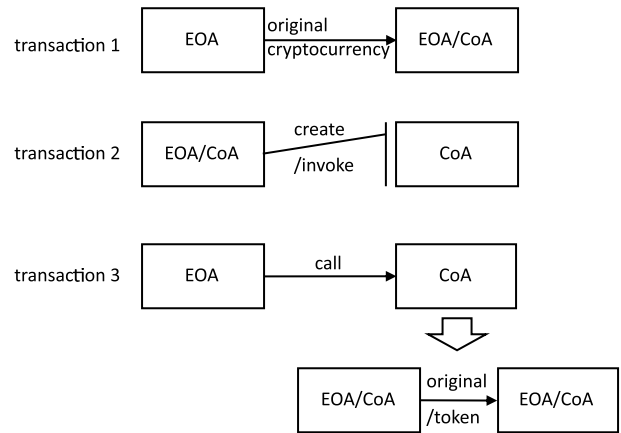 transaction 1
EOA
original
cryptocurrency
EOA/CoA
transaction 2
EOA/CoA
create
/invoke
CoA
transaction 3
EOA
call
CoA
EOA/CoA
original
/token
EOA/CoA